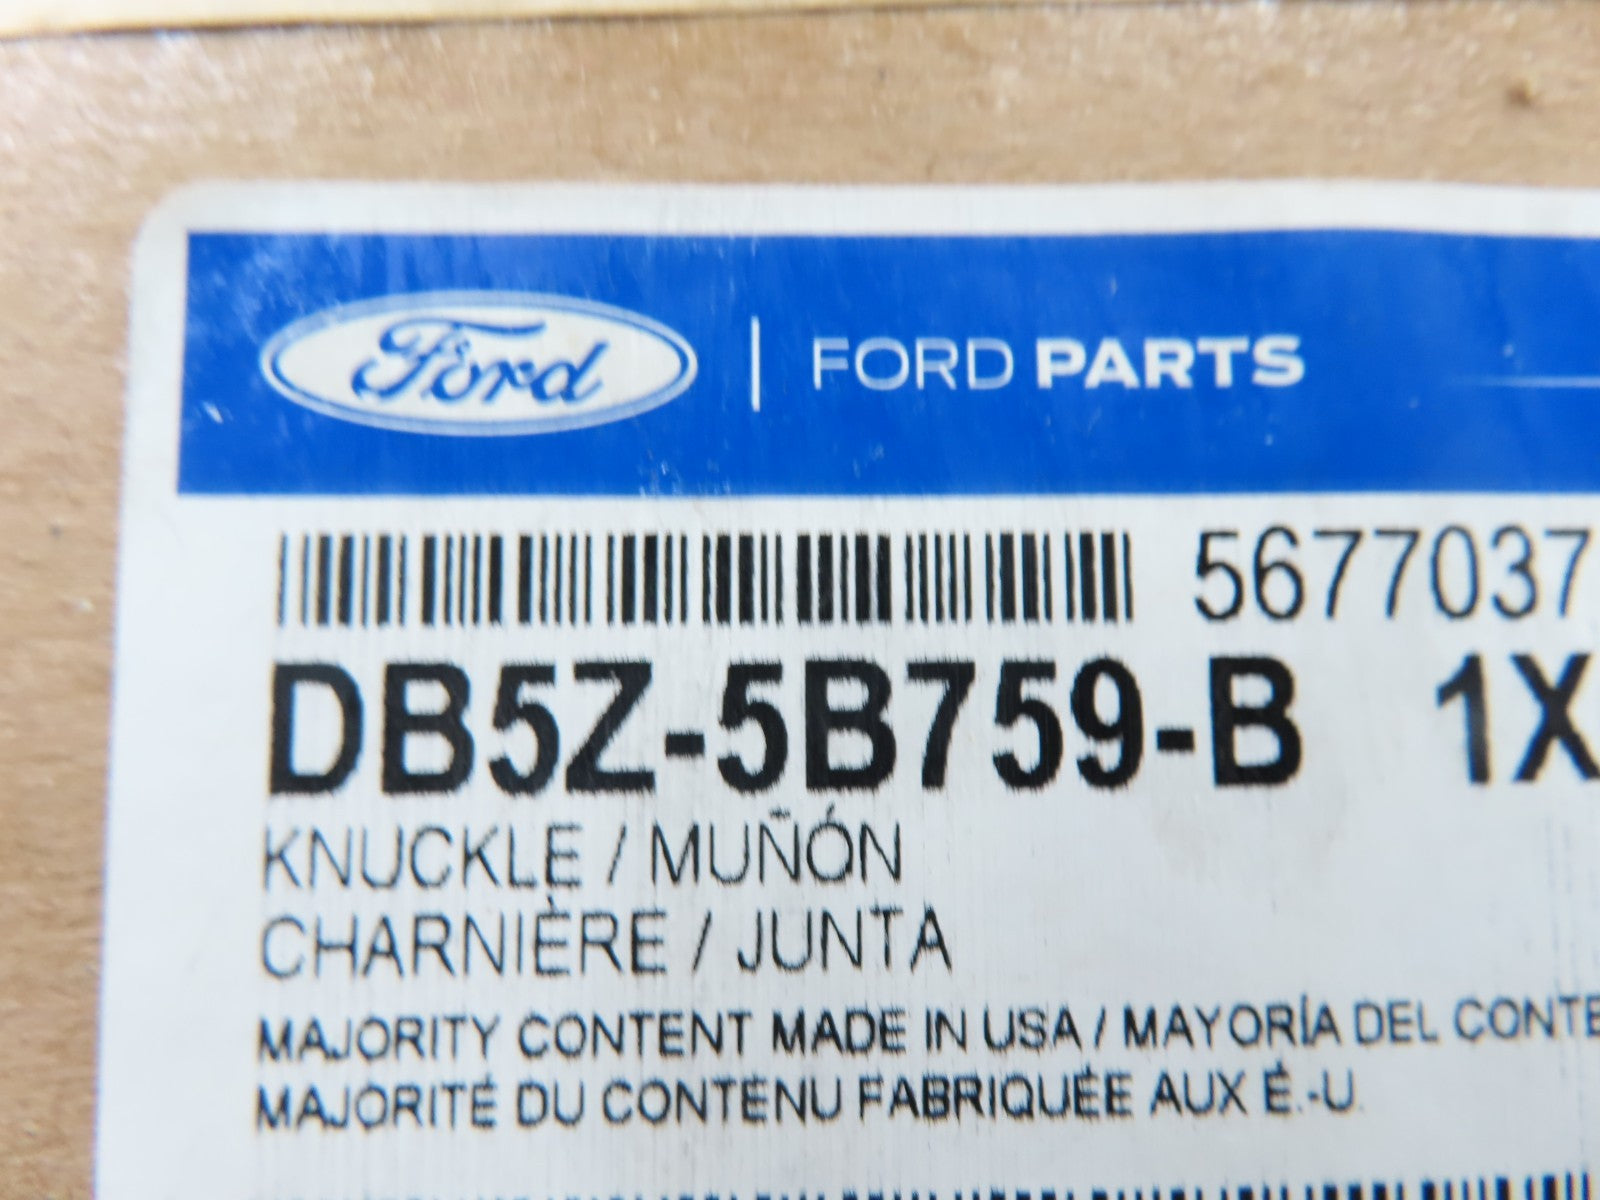 Ford | FORD PARTS
5677037
DB5Z-5B759-B 1X
KNUCKLE / MUÑÓN
CHARNIÈRE / JUNTA
MAJORITY CONTENT MADE IN USA / MAYORÍA DEL CONTE
MAJORITÉ DU CONTENU FABRIQUÉE AUX É.-U.